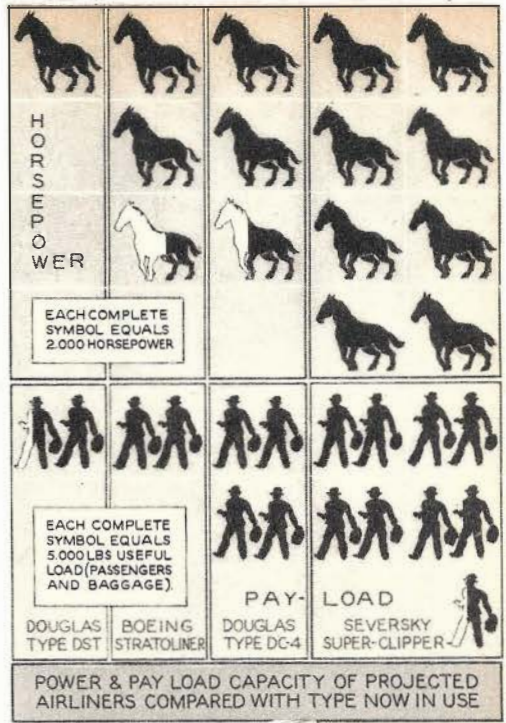 HORSEPOWER
EACH COMPLETE
SYMBOL EQUALS
2.000 HORSEPOWER
EACH COMPLETE
SYMBOL EQUALS
5.000 LBS USEFUL
LOAD (PASSENGERS
AND BAGGAGE).
PAY-LOAD
DOUGLAS
TYPE DST
BOEING
STRATOLINER
DOUGLAS
TYPE DC-4
SEVERSKY
SUPER-CLIPPER
POWER & PAY LOAD CAPACITY OF PROJECTED
AIRLINERS COMPARED WITH TYPE NOW IN USE